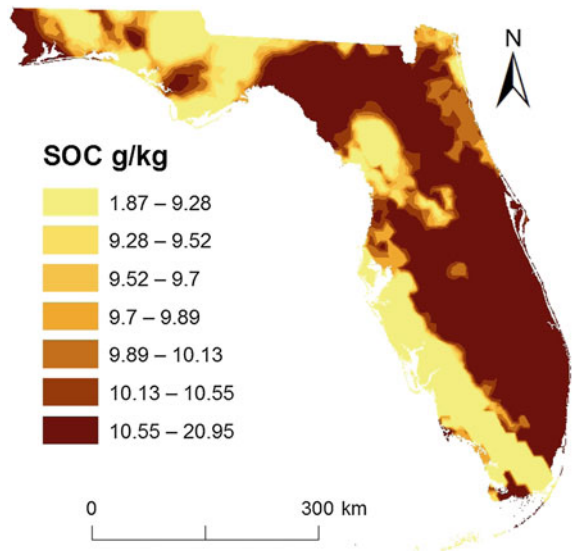 N
SOC g/kg
1.87 – 9.28
9.28 – 9.52
9.52 – 9.7
9.7 – 9.89
9.89 – 10.13
10.13 – 10.55
10.55 – 20.95
0 300 km